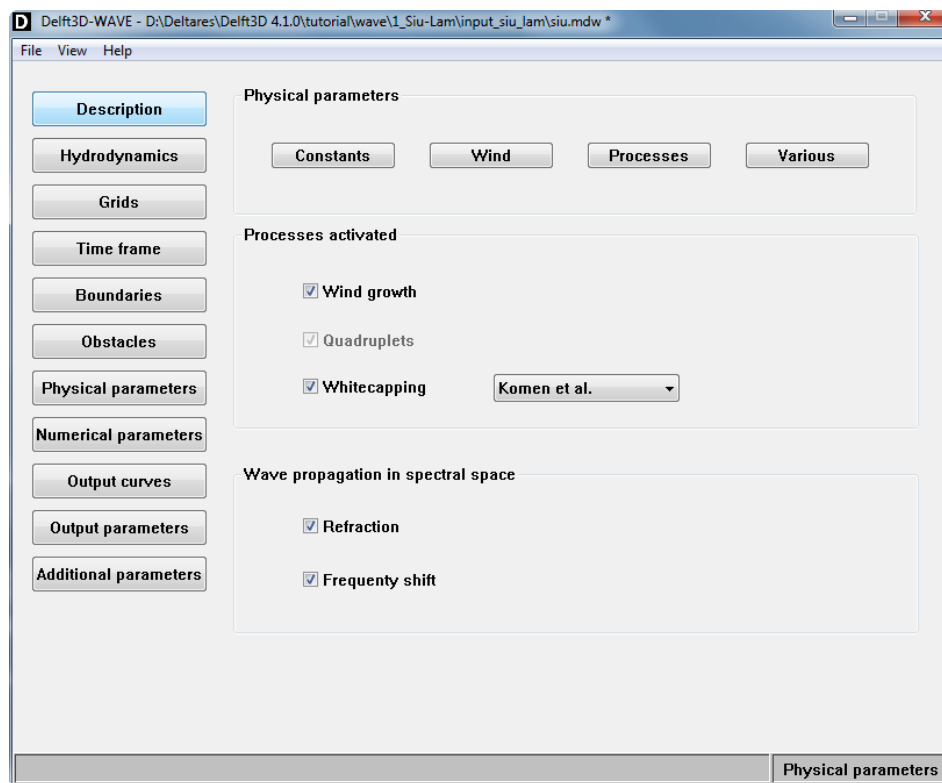 D Delft3D-WAVE - D:\Deltares\Delft3D 4.1.0\tutorial\wave\1_Siu-Lam\input_siu_lam\siu.mdw *
File View Help
Description
Hydrodynamics
Grids
Time frame
Boundaries
Obstacles
Physical parameters
Numerical parameters
Output curves
Output parameters
Additional parameters
Physical parameters
Constants Wind Processes Various
Processes activated
Wind growth
Quadruplets
Whitecapping Komen et al.
Wave propagation in spectral space
Refraction
Frequenty shift
Physical parameters